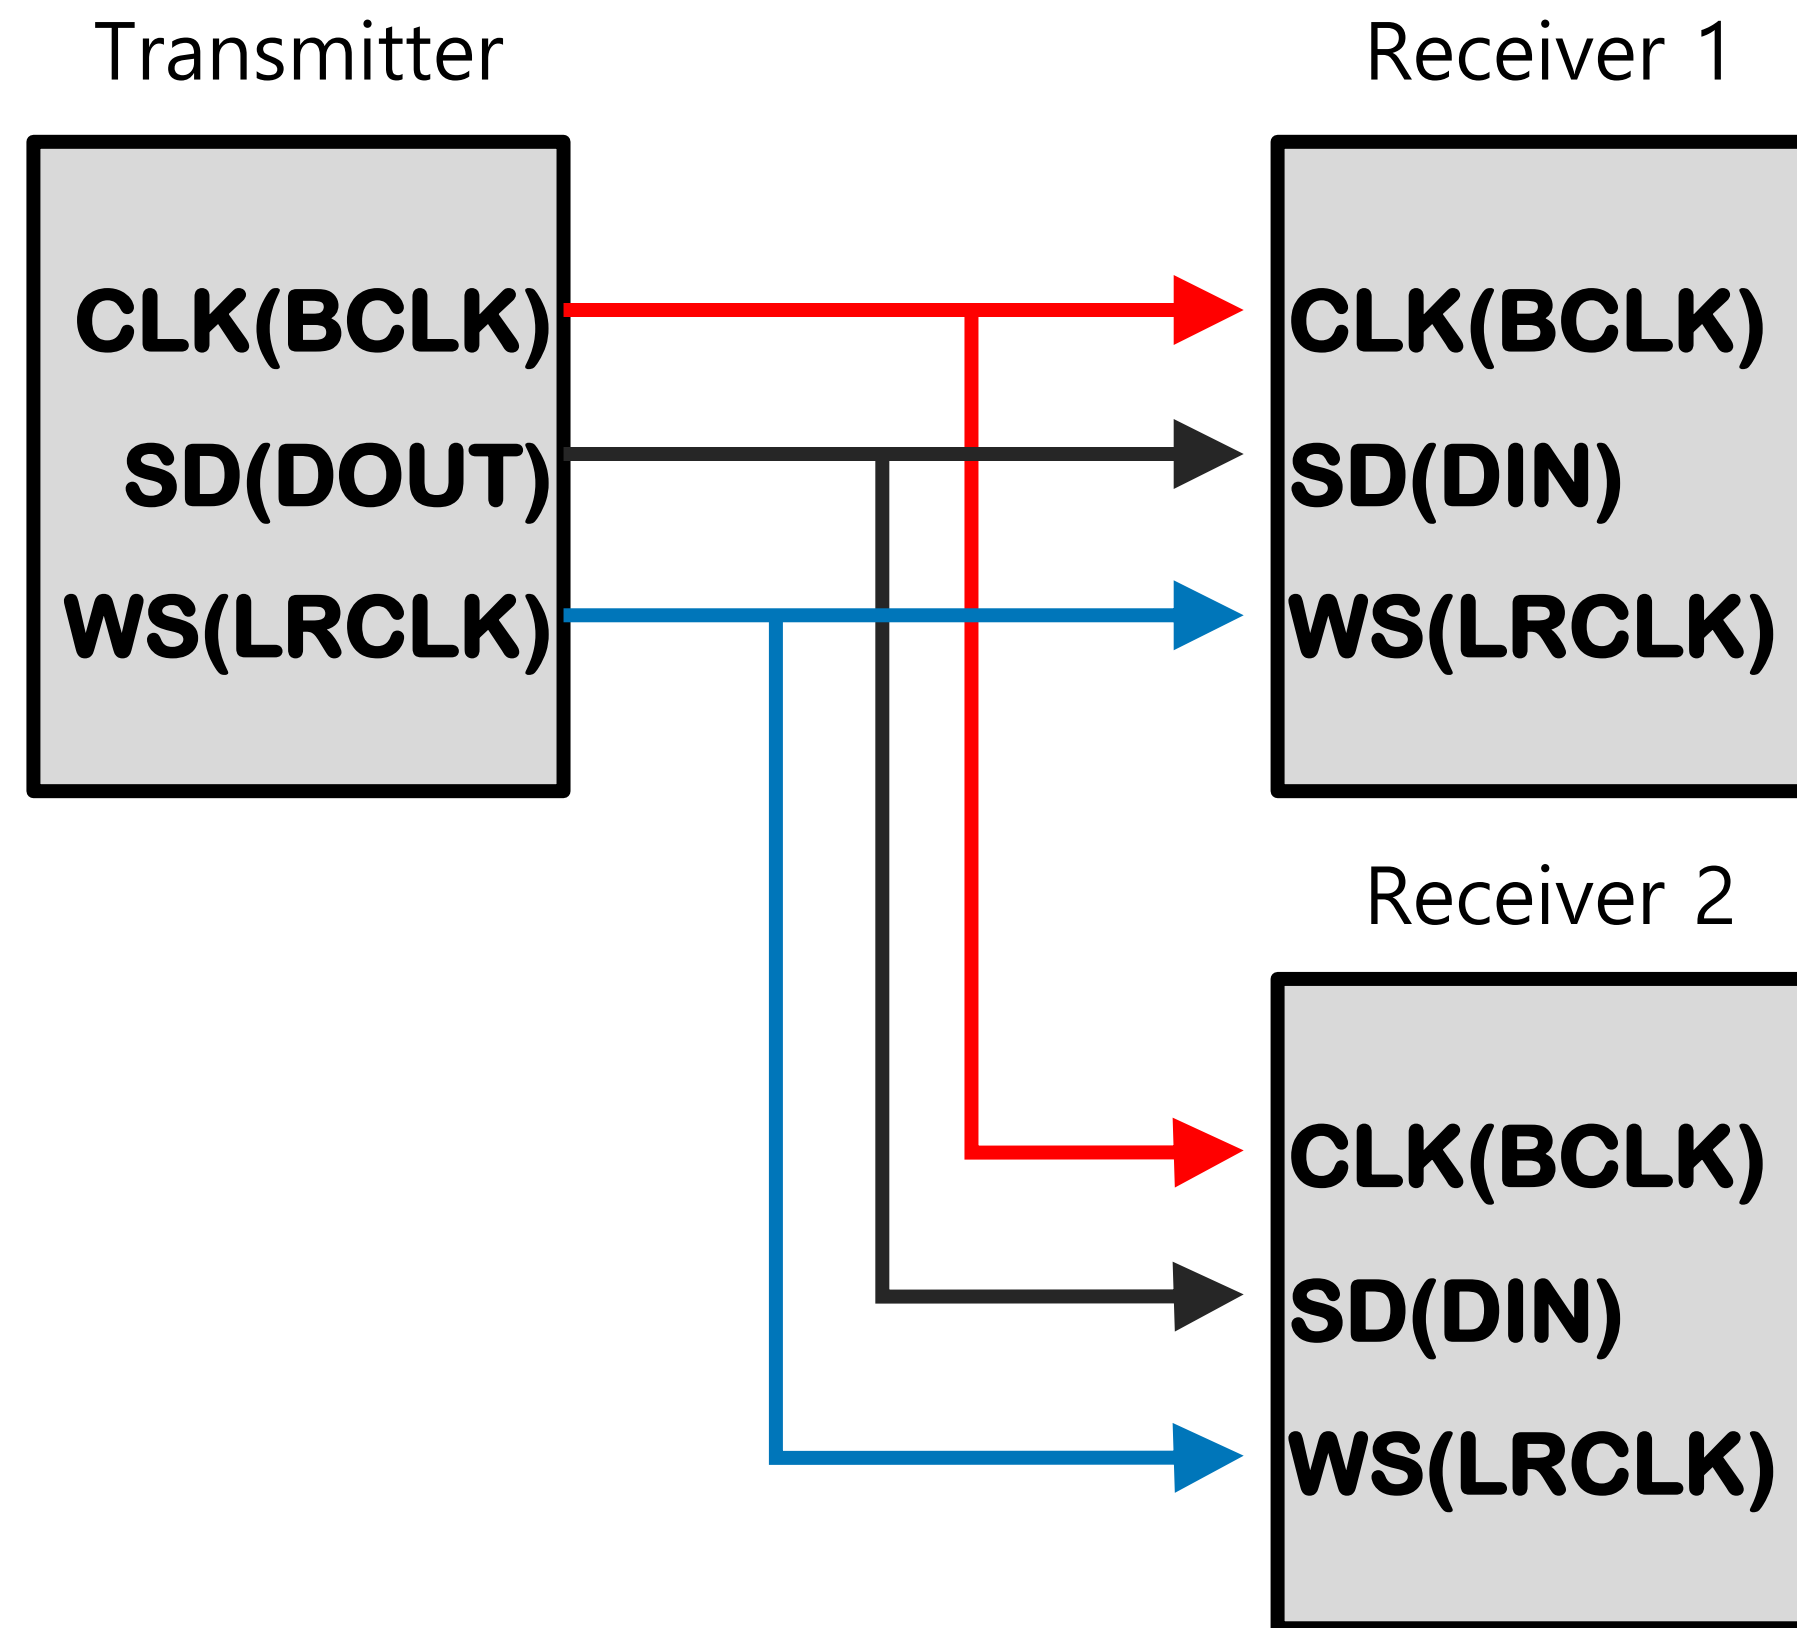 Transmitter
CLK(BCLK)
SD(DOUT)
WS(LRCLK)
Receiver 1
CLK(BCLK)
SD(DIN)
WS(LRCLK)
Receiver 2
CLK(BCLK)
SD(DIN)
WS(LRCLK)